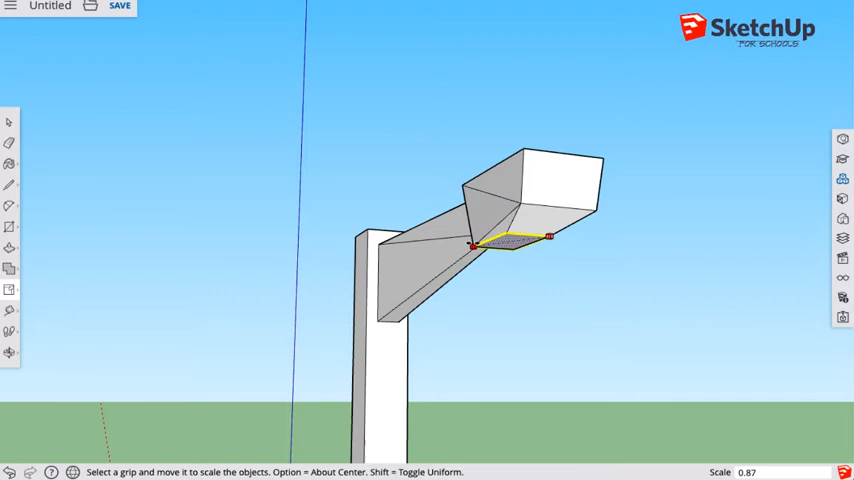 Untitled SAVE
SketchUp
FOR SCHOOLS
Select a grip and move it to scale the objects. Option = About Center. Shift = Toggle Uniform. Scale 0.87